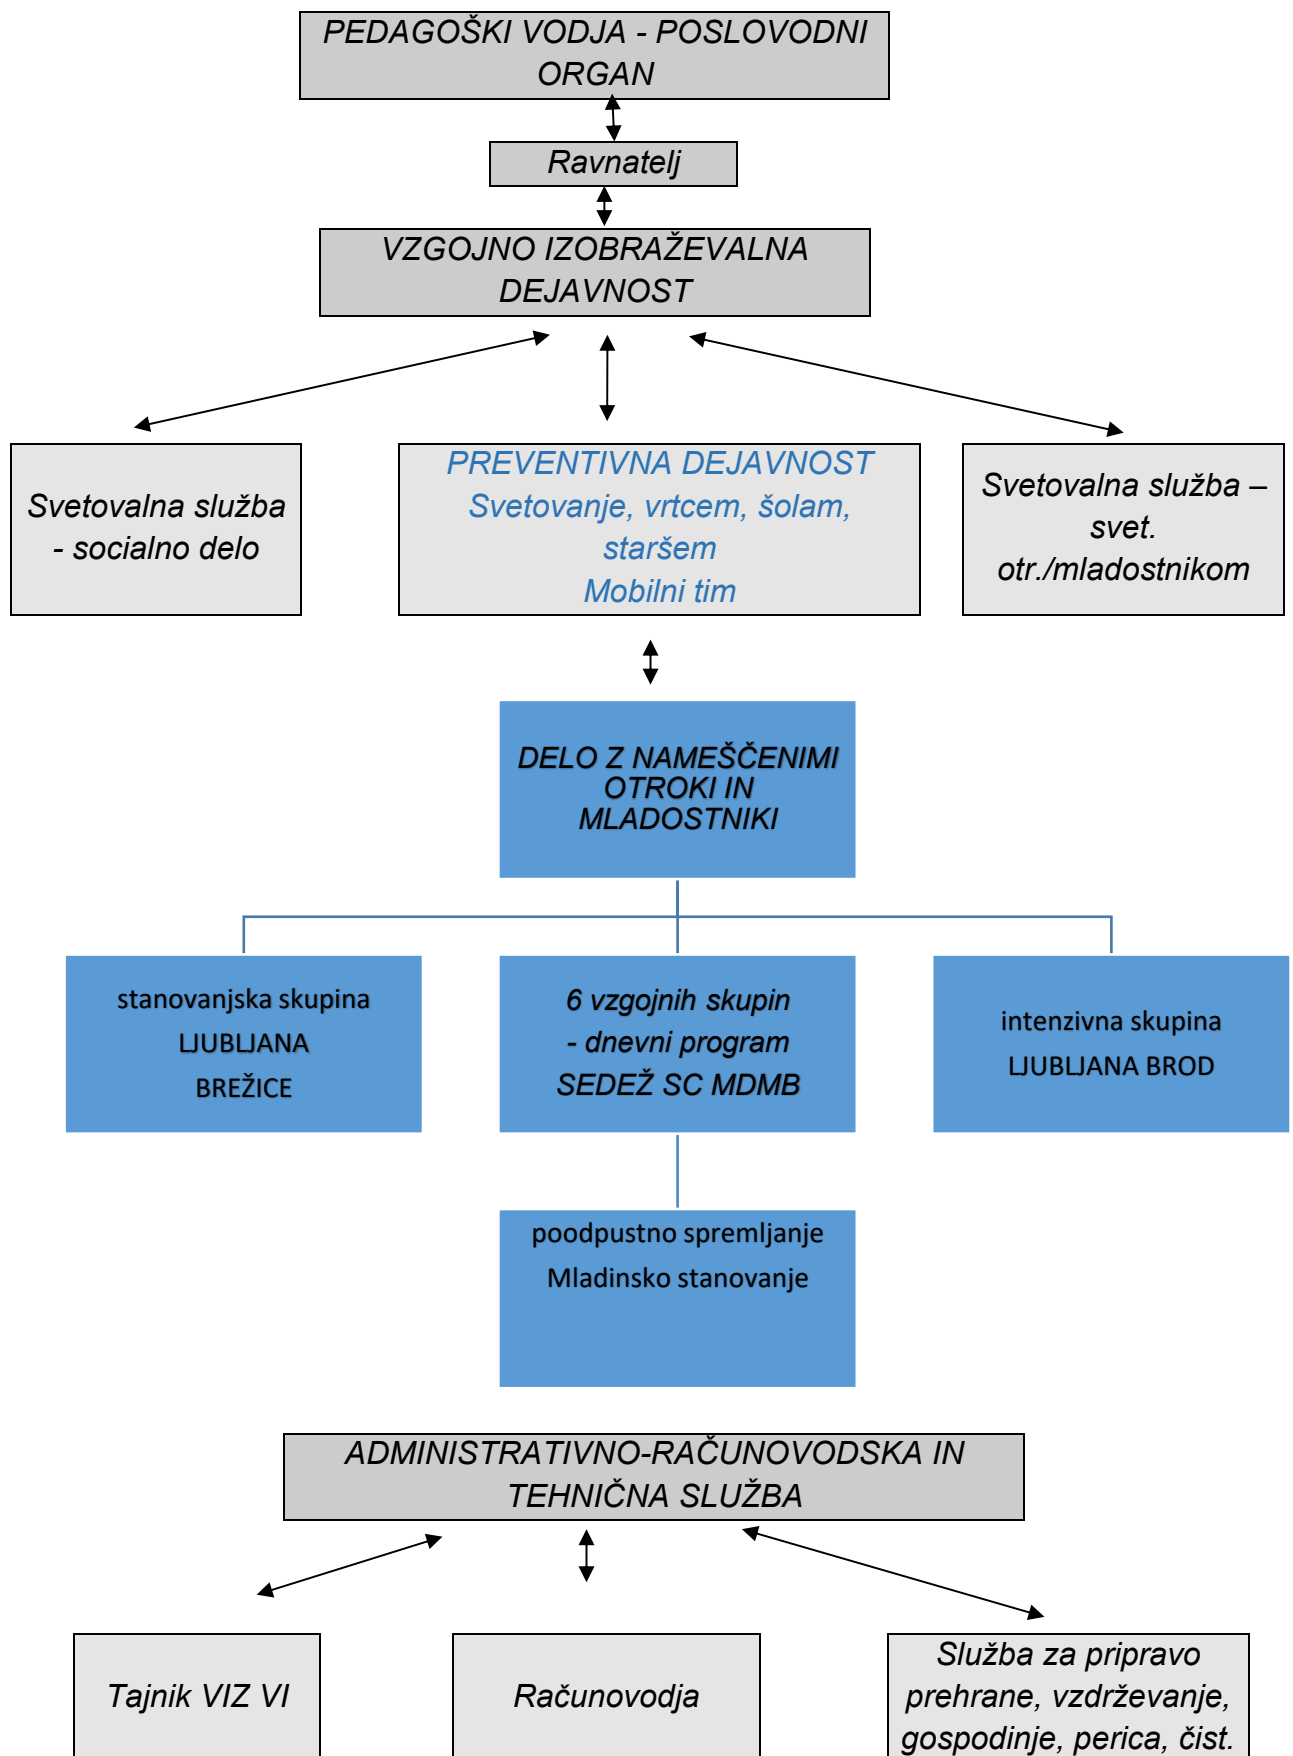 PEDAGOŠKI VODJA - POSLOVODNI
ORGAN
Ravnatelj
VZGOJNO IZOBRAŽEVALNA
DEJAVNOST
Svetovalna služba
- socialno delo
PREVENTIVNA DEJAVNOST
Svetovanje, vrtcem, šolam,
staršem
Mobilni tim
Svetovalna služba –
svet.
otr./mladostnikom
DELO Z NAMEŠČENIMI
OTROKI IN
MLADOSTNIKI
stanovanjska skupina
LJUBLJANA
BREŽICE
6 vzgojnih skupin
- dnevni program
SEDEŽ SC MDMB
intenzivna skupina
LJUBLJANA BROD
poodpustno spremljanje
Mladinsko stanovanje
ADMINISTRATIVNO-RAČUNOVODSKA IN
TEHNIČNA SLUŽBA
Tajnik VIZ VI
Računovodja
Služba za pripravo
prehrane, vzdrževanje,
gospodinje, perica, čist.